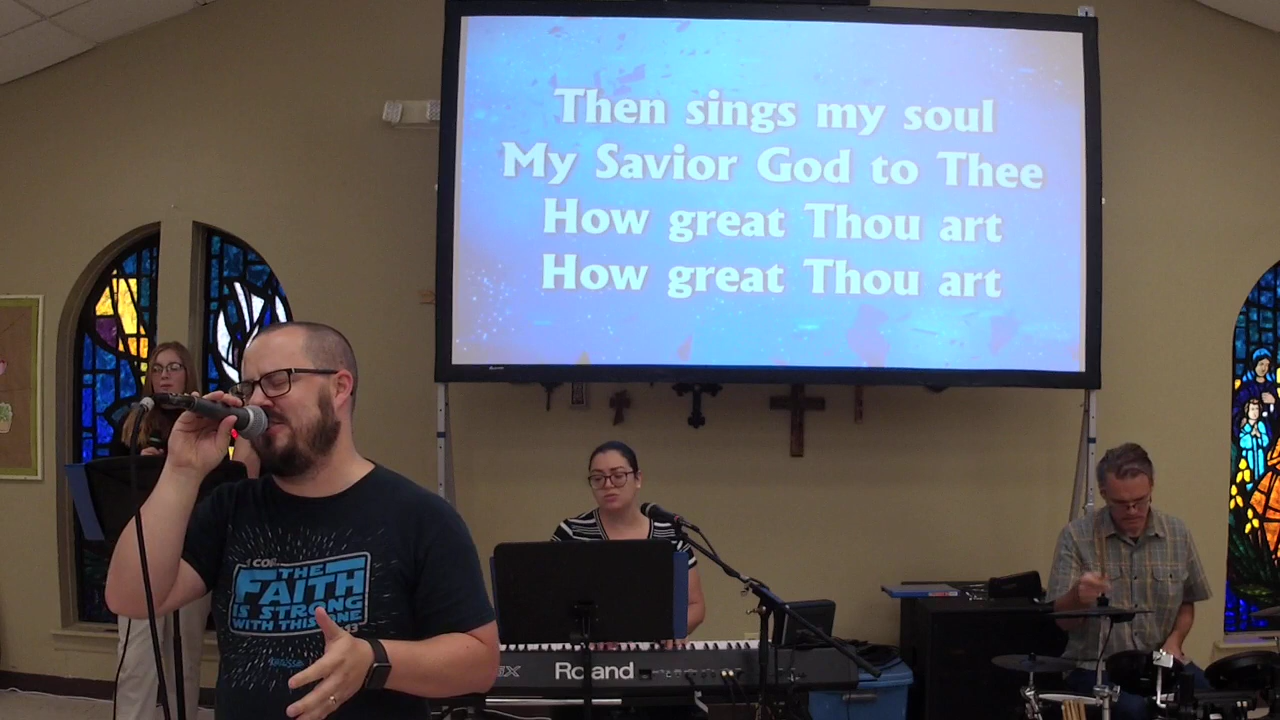 Then sings my soul
My Savior God to Thee
How great Thou art
How great Thou art
THE
FAITH
IS STRONG
WITH THIS ONE
Roland